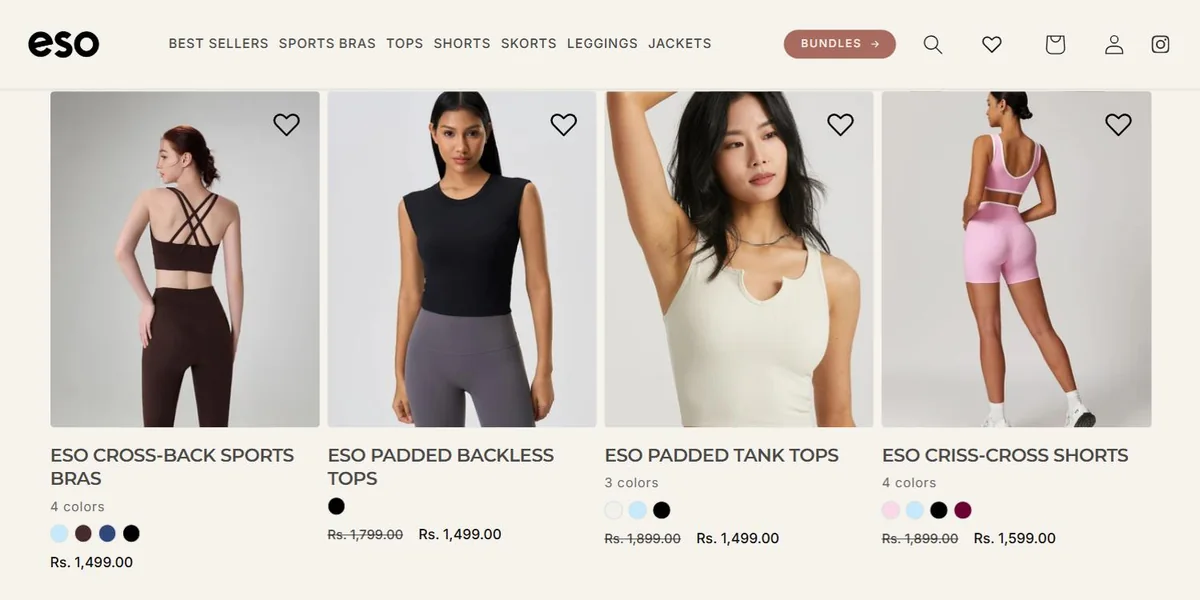 eso
BEST SELLERS SPORTS BRAS TOPS SHORTS SKORTS LEGGINGS JACKETS
BUNDLES →
ESO CROSS-BACK SPORTS
BRAS
4 colors
Rs. 1,499.00
ESO PADDED BACKLESS
TOPS
Rs. 1,799.00 Rs. 1,499.00
ESO PADDED TANK TOPS
3 colors
Rs. 1,899.00 Rs. 1,499.00
ESO CRISS-CROSS SHORTS
4 colors
Rs. 1,899.00 Rs. 1,599.00